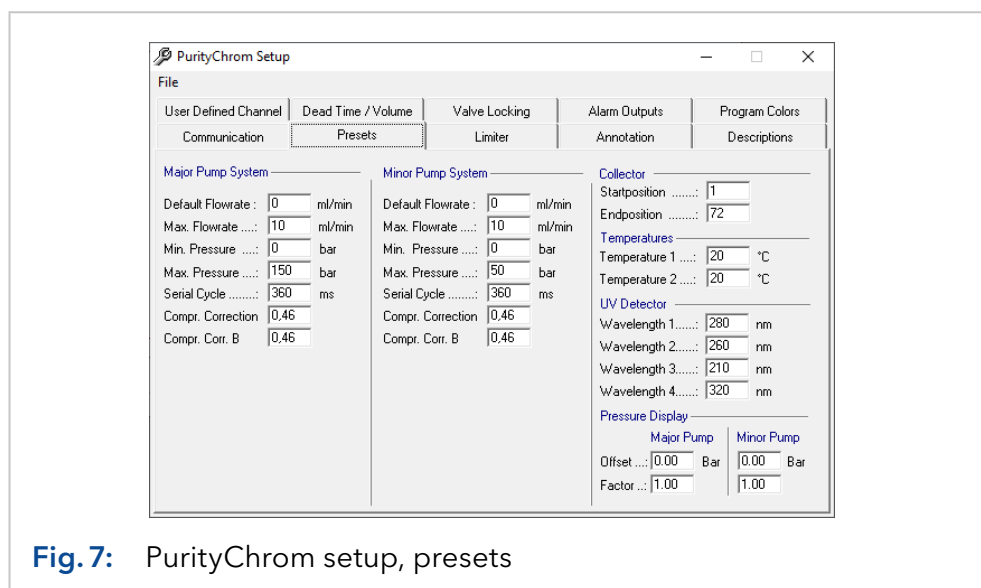 PurityChrom Setup
File
User Defined Channel Dead Time / Volume Valve Locking Alarm Outputs Program Colors
Communication Presets Limiter Annotation Descriptions
Major Pump System
Default Flowrate : 0 ml/min
Max. Flowrate ....: 10 ml/min
Min. Pressure ....: 0 bar
Max. Pressure ....: 150 bar
Serial Cycle ........: 360 ms
Compr. Correction 0,46
Compr. Corr. B 0,46
Minor Pump System
Default Flowrate : 0 ml/min
Max. Flowrate ....: 10 ml/min
Min. Pressure ....: 0 bar
Max. Pressure ....: 50 bar
Serial Cycle ........: 360 ms
Compr. Correction 0,46
Compr. Corr. B 0,46
Collector
Startposition ......: 1
Endposition ........: 72
Temperatures
Temperature 1 ....: 20 °C
Temperature 2 ....: 20 °C
UV Detector
Wavelength 1......: 280 nm
Wavelength 2......: 260 nm
Wavelength 3......: 210 nm
Wavelength 4......: 320 nm
Pressure Display
Major Pump Minor Pump
Offset ...: 0.00 Bar 0.00 Bar
Factor ..: 1.00 1.00
Fig. 7: PurityChrom setup, presets